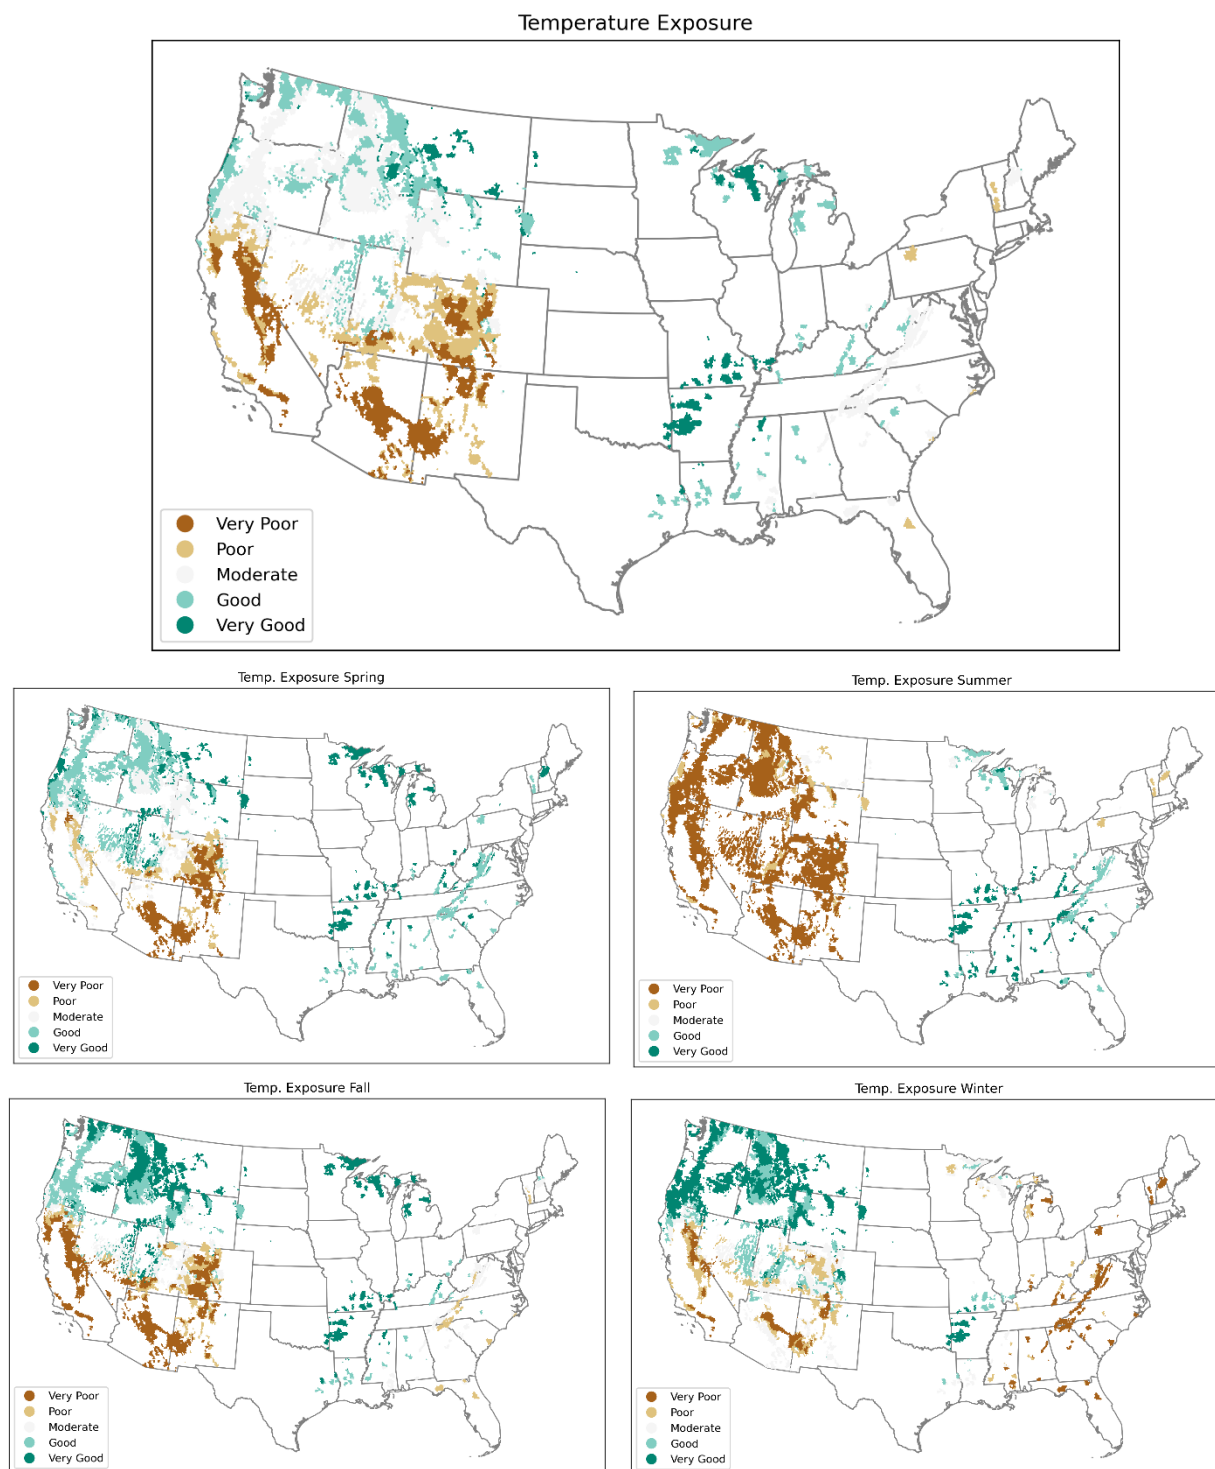 Temperature Exposure
Very Poor
Poor
Moderate
Good
Very Good
Temp. Exposure Spring
Very Poor
Poor
Moderate
Good
Very Good
Temp. Exposure Summer
Very Poor
Poor
Moderate
Good
Very Good
Temp. Exposure Fall
Very Poor
Poor
Moderate
Good
Very Good
Temp. Exposure Winter
Very Poor
Poor
Moderate
Good
Very Good